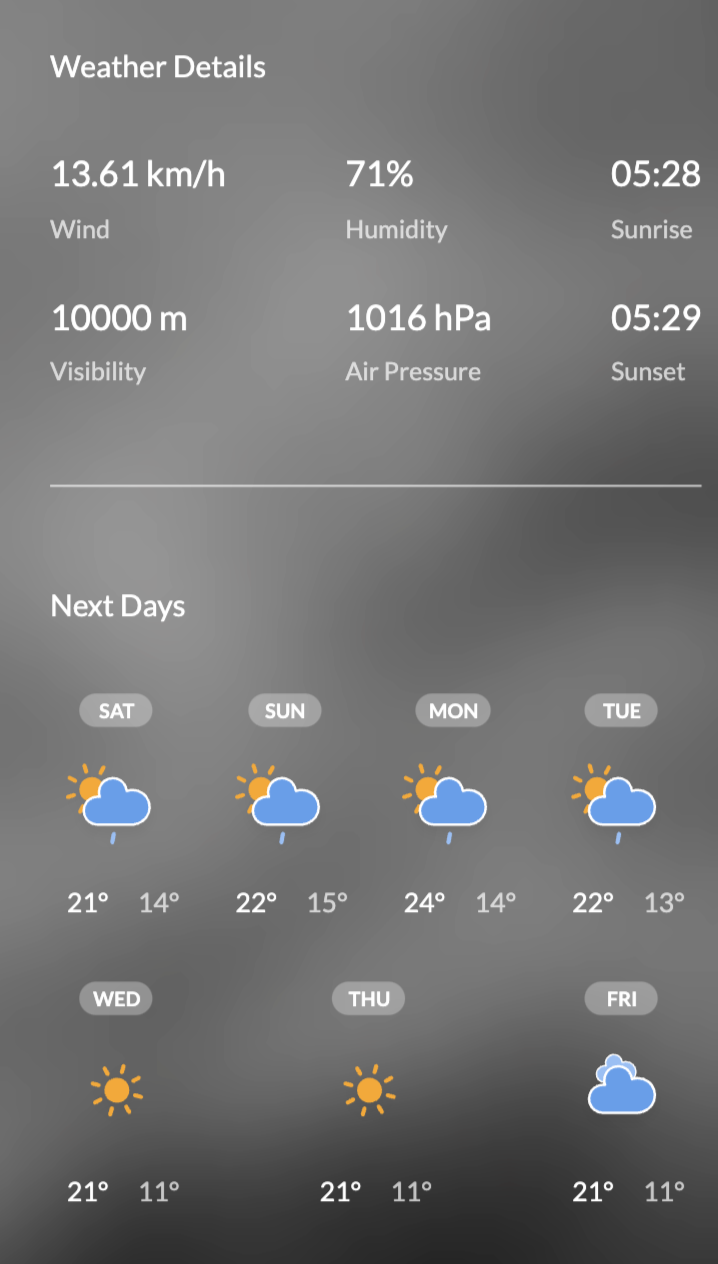 Weather Details
13.61 km/h 71% 05:28
Wind Humidity Sunrise
10000 m 1016 hPa 05:29
Visibility Air Pressure Sunset
Next Days
SAT SUN MON TUE
21° 14° 22° 15° 24° 14° 22° 13°
WED THU FRI
21° 11° 21° 11° 21° 11°